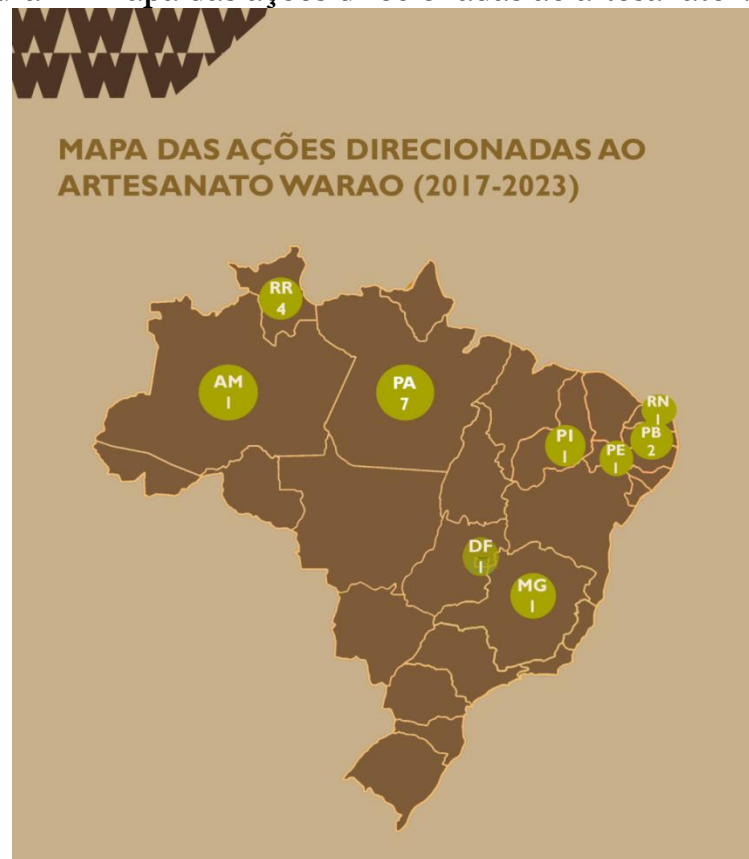 MAPA DAS AÇÕES DIRECIONADAS AO
ARTESANATO WARAO (2017-2023)
RR
4
AM
1
PA
7
RN
1
PB
2
PI
1
PE
1
DF
1
MG
1